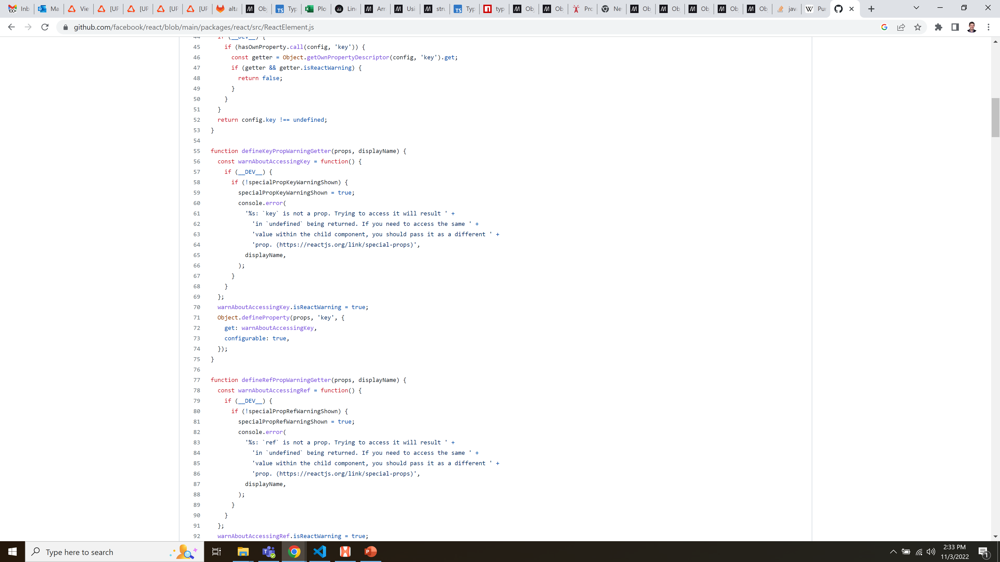 Inb
Ma
Vie
[UP
[UP
[UP
[UP
alta
Obj
Typ
Plo
Line
Arra
Usi
stru
Typ
typ
Obj
Ob
Pro
Ne
Ob
Ob
Ob
Ob
Ob
java
Pur
github.com/facebook/react/blob/main/packages/react/src/ReactElement.js
44 if (__DEV__) {
45 if (hasOwnProperty.call(config, 'key')) {
46 const getter = Object.getOwnPropertyDescriptor(config, 'key').get;
47 if (getter && getter.isReactWarning) {
48 return false;
49 }
50 }
51 }
52 return config.key !== undefined;
53 }
54
55 function defineKeyPropWarningGetter(props, displayName) {
56 const warnAboutAccessingKey = function() {
57 if (__DEV__) {
58 if (!specialPropKeyWarningShown) {
59 specialPropKeyWarningShown = true;
60 console.error(
61 '%s: `key` is not a prop. Trying to access it will result ' +
62 'in `undefined` being returned. If you need to access the same ' +
63 'value within the child component, you should pass it as a different ' +
64 'prop. (https://reactjs.org/link/special-props)',
65 displayName,
66 );
67 }
68 }
69 };
70 warnAboutAccessingKey.isReactWarning = true;
71 Object.defineProperty(props, 'key', {
72 get: warnAboutAccessingKey,
73 configurable: true,
74 });
75 }
76
77 function defineRefPropWarningGetter(props, displayName) {
78 const warnAboutAccessingRef = function() {
79 if (__DEV__) {
80 if (!specialPropRefWarningShown) {
81 specialPropRefWarningShown = true;
82 console.error(
83 '%s: `ref` is not a prop. Trying to access it will result ' +
84 'in `undefined` being returned. If you need to access the same ' +
85 'value within the child component, you should pass it as a different ' +
86 'prop. (https://reactjs.org/link/special-props)',
87 displayName,
88 );
89 }
90 }
91 };
92 warnAboutAccessingRef.isReactWarning = true;
Type here to search
2:33 PM
11/3/2022
1